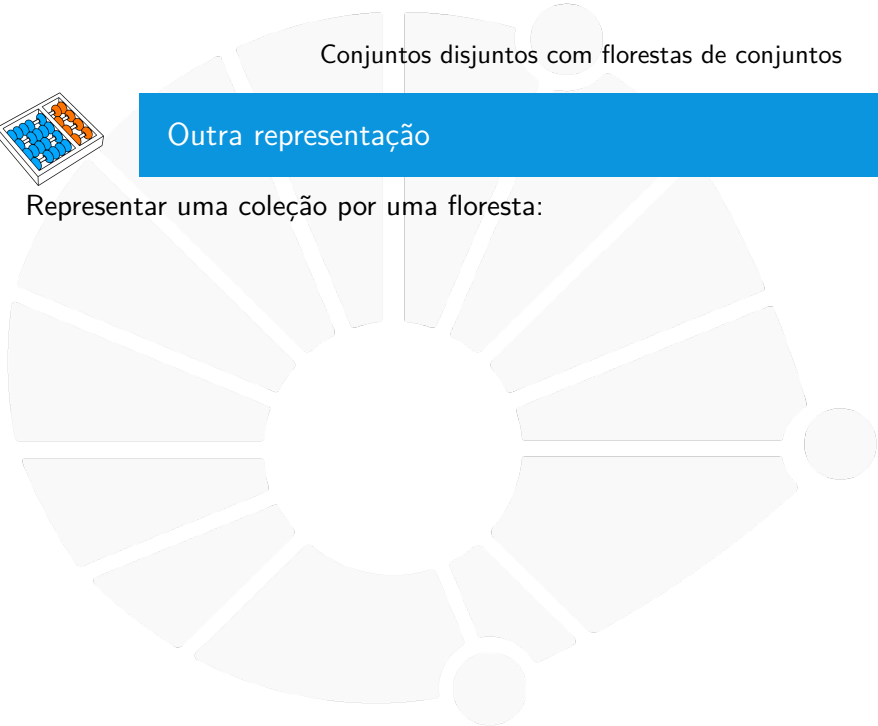 Conjuntos disjuntos com florestas de conjuntos
Outra representação
Representar uma coleção por uma floresta: